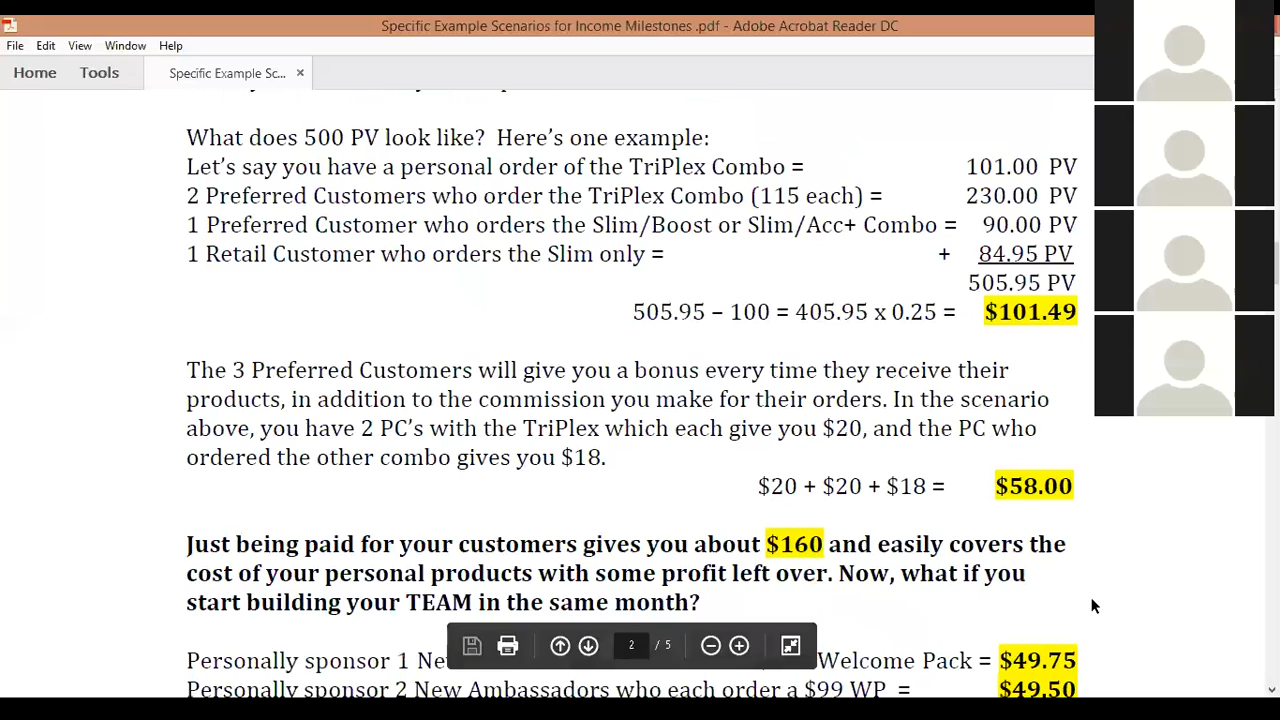 Specific Example Scenarios for Income Milestones .pdf - Adobe Acrobat Reader DC
File Edit View Window Help
Home Tools Specific Example Sc... ×
What does 500 PV look like? Here's one example:
Let's say you have a personal order of the TriPlex Combo = 101.00 PV
2 Preferred Customers who order the TriPlex Combo (115 each) = 230.00 PV
1 Preferred Customer who orders the Slim/Boost or Slim/Acc+ Combo = 90.00 PV
1 Retail Customer who orders the Slim only = + 84.95 PV
505.95 PV
505.95 – 100 = 405.95 x 0.25 = $101.49
The 3 Preferred Customers will give you a bonus every time they receive their
products, in addition to the commission you make for their orders. In the scenario
above, you have 2 PC's with the TriPlex which each give you $20, and the PC who
ordered the other combo gives you $18.
$20 + $20 + $18 = $58.00
Just being paid for your customers gives you about $160 and easily covers the
cost of your personal products with some profit left over. Now, what if you
start building your TEAM in the same month?
2 / 5
Personally sponsor 1 Welcome Pack = $49.75
Personally sponsor 2 New Ambassadors who each order a $99 WP = $49.50